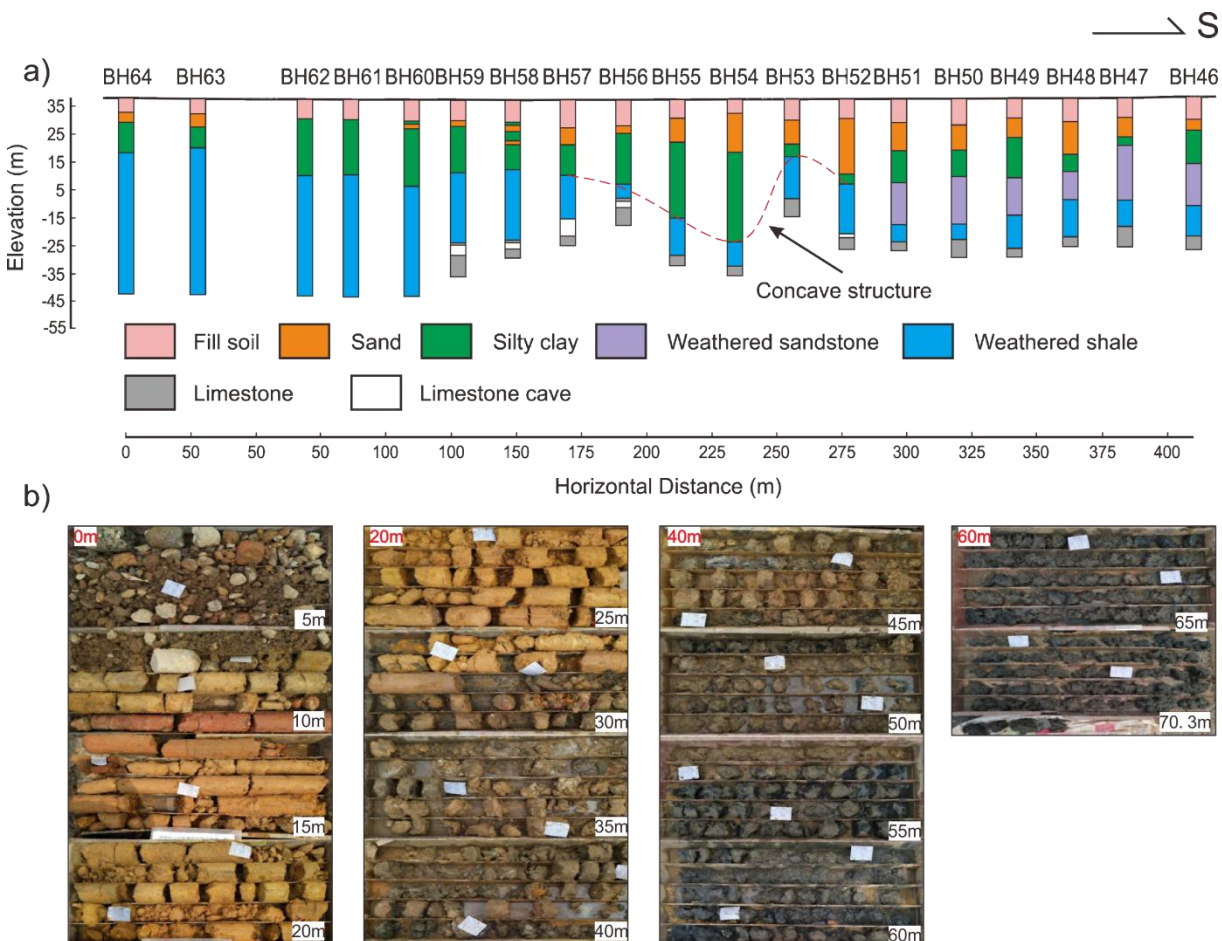 S
a)
BH64 BH63 BH62 BH61 BH60 BH59 BH58 BH57 BH56 BH55 BH54 BH53 BH52 BH51 BH50 BH49 BH48 BH47 BH46
Elevation (m)
35
25
15
5
-15
-25
-35
-45
-55
Concave structure
Fill soil Sand Silty clay Weathered sandstone Weathered shale
Limestone Limestone cave
0 50 50 50 100 100 150 175 200 225 234 250 275 300 325 350 365 375 400
Horizontal Distance (m)
b)
0m 20m 40m 60m
5m 25m 45m 65m
10m 30m 50m 70. 3m
15m 35m 55m
20m 40m 60m